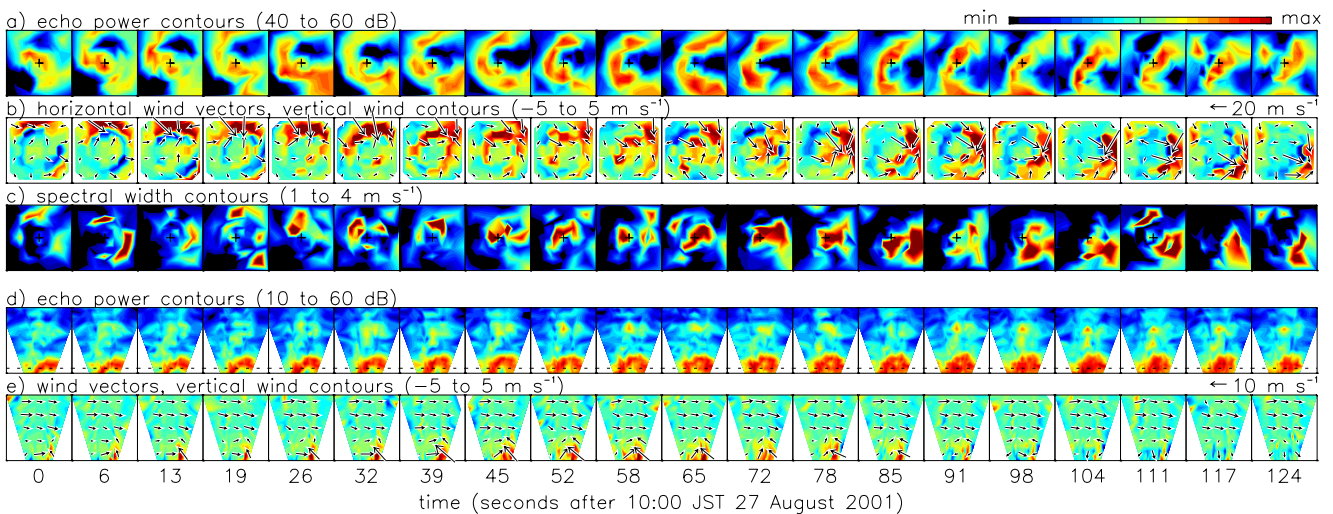 a) echo power contours (40 to 60 dB)
min max
b) horizontal wind vectors, vertical wind contours (−5 to 5 m s⁻¹) ←20 m s⁻¹
c) spectral width contours (1 to 4 m s⁻¹)
d) echo power contours (10 to 60 dB)
e) wind vectors, vertical wind contours (−5 to 5 m s⁻¹) ←10 m s⁻¹
0 6 13 19 26 32 39 45 52 58 65 72 78 85 91 98 104 111 117 124
time (seconds after 10:00 JST 27 August 2001)